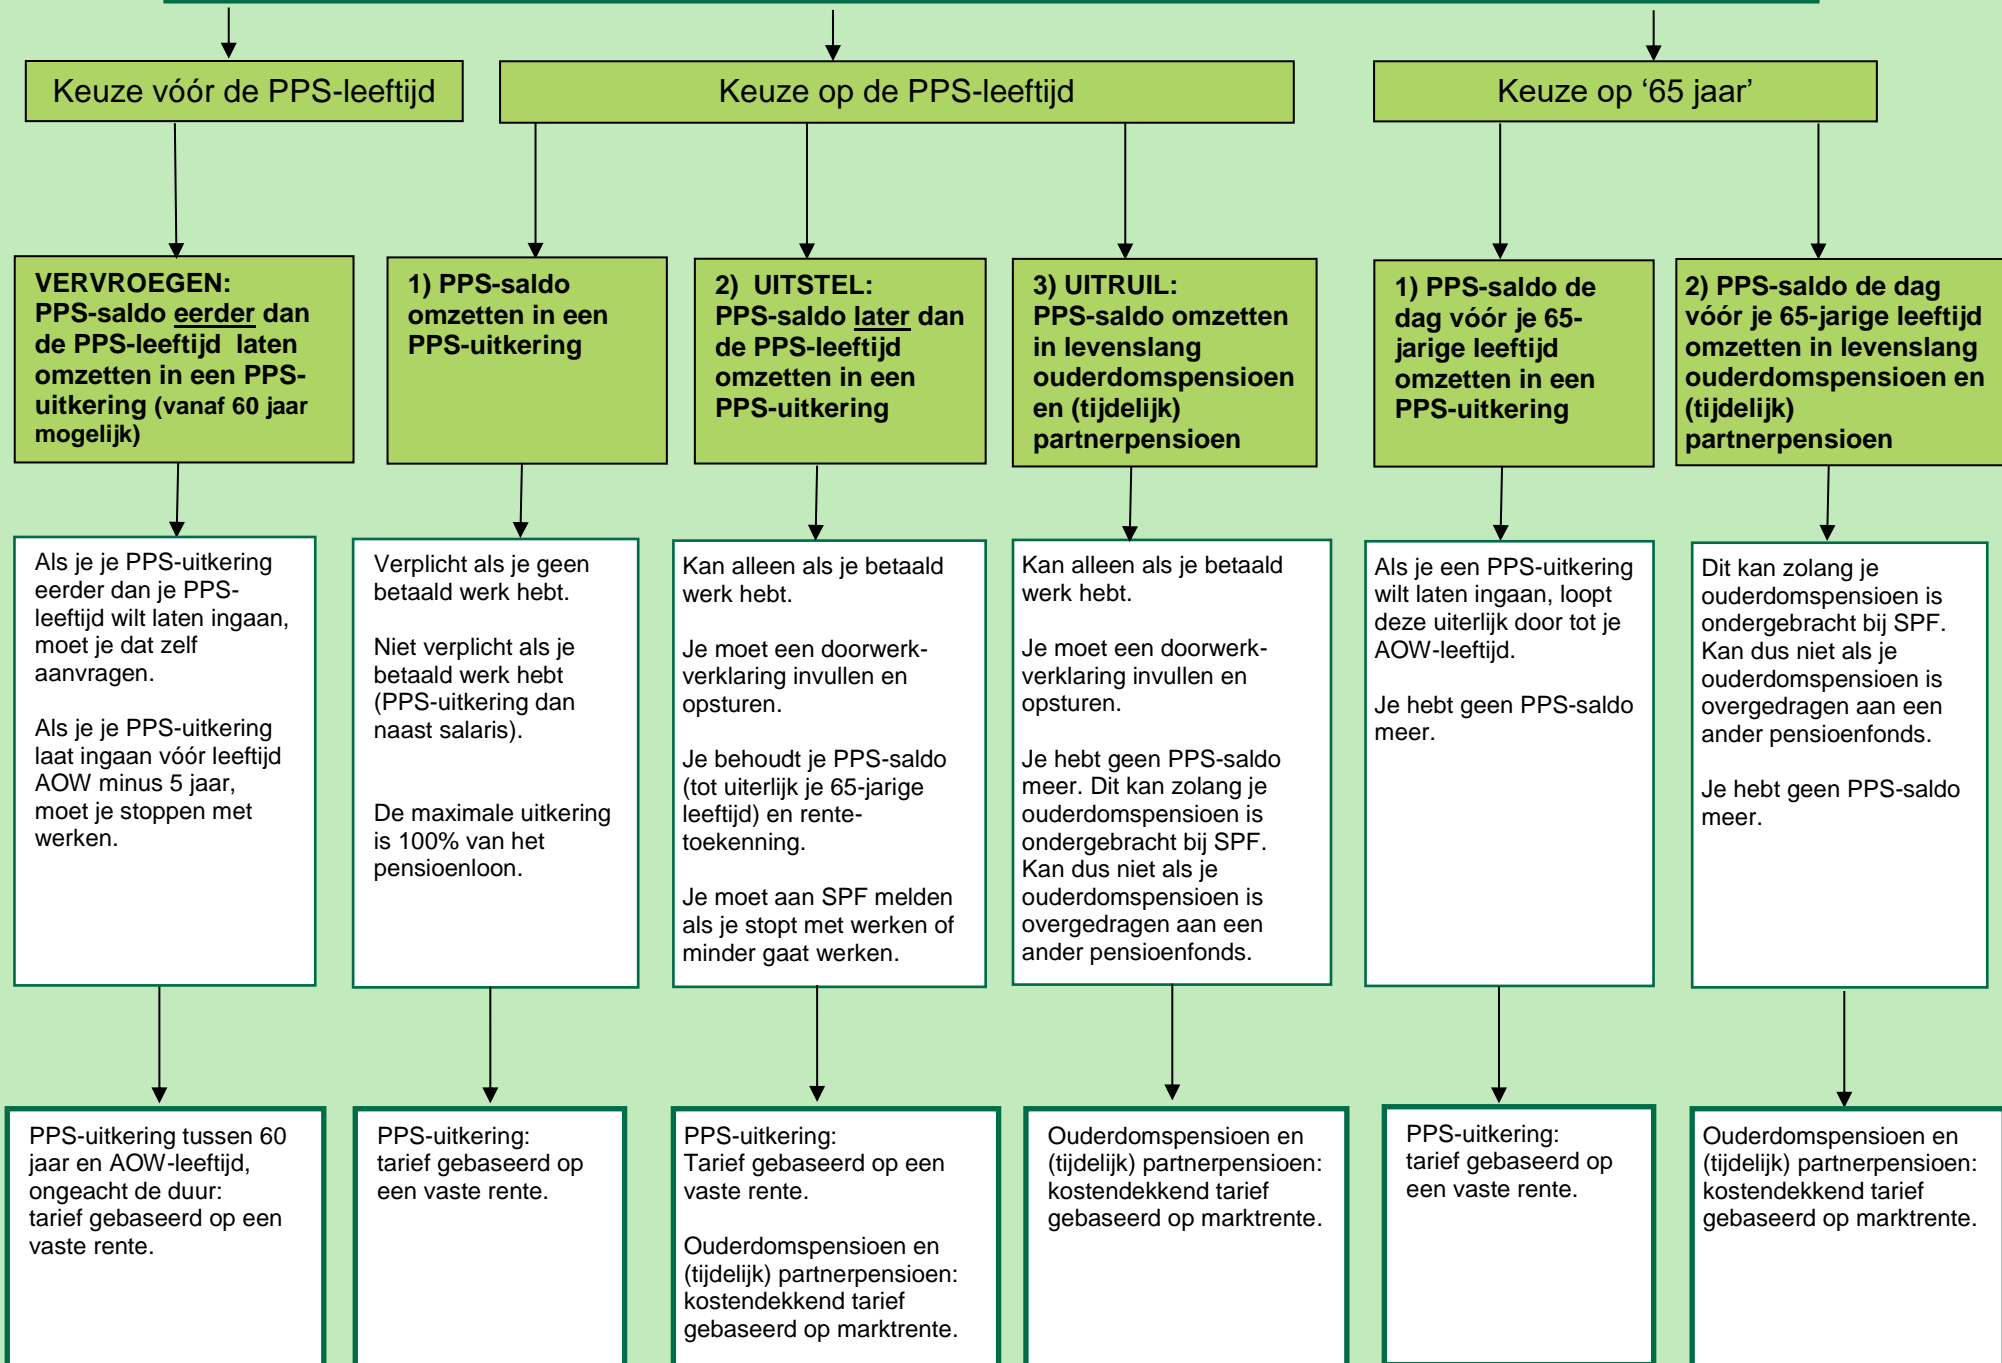 Keuze vóór de PPS-leeftijd
Keuze op de PPS-leeftijd
Keuze op ‘65 jaar’
VERVROEGEN:
PPS-saldo eerder dan
de PPS-leeftijd laten
omzetten in een PPS-
uitkering (vanaf 60 jaar
mogelijk)
1) PPS-saldo
omzetten in een
PPS-uitkering
2) UITSTEL:
PPS-saldo later dan
de PPS-leeftijd
omzetten in een
PPS-uitkering
3) UITRUIL:
PPS-saldo omzetten
in levenslang
ouderdomspensioen
en (tijdelijk)
partnerpensioen
1) PPS-saldo de
dag vóór je 65-
jarige leeftijd
omzetten in een
PPS-uitkering
2) PPS-saldo de dag
vóór je 65-jarige leeftijd
omzetten in levenslang
ouderdomspensioen en
(tijdelijk)
partnerpensioen
Als je je PPS-uitkering
eerder dan je PPS-
leeftijd wilt laten ingaan,
moet je dat zelf
aanvragen.
Als je je PPS-uitkering
laat ingaan vóór leeftijd
AOW minus 5 jaar,
moet je stoppen met
werken.
Verplicht als je geen
betaald werk hebt.
Niet verplicht als je
betaald werk hebt
(PPS-uitkering dan
naast salaris).
De maximale uitkering
is 100% van het
pensioenloon.
Kan alleen als je betaald
werk hebt.
Je moet een doorwerk-
verklaring invullen en
opsturen.
Je behoudt je PPS-saldo
(tot uiterlijk je 65-jarige
leeftijd) en rente-
toekenning.
Je moet aan SPF melden
als je stopt met werken of
minder gaat werken.
Kan alleen als je betaald
werk hebt.
Je moet een doorwerk-
verklaring invullen en
opsturen.
Je hebt geen PPS-saldo
meer. Dit kan zolang je
ouderdomspensioen is
ondergebracht bij SPF.
Kan dus niet als je
ouderdomspensioen is
overgedragen aan een
ander pensioenfonds.
Als je een PPS-uitkering
wilt laten ingaan, loopt
deze uiterlijk door tot je
AOW-leeftijd.
Je hebt geen PPS-saldo
meer.
Dit kan zolang je
ouderdomspensioen is
ondergebracht bij SPF.
Kan dus niet als je
ouderdomspensioen is
overgedragen aan een
ander pensioenfonds.
Je hebt geen PPS-saldo
meer.
PPS-uitkering tussen 60
jaar en AOW-leeftijd,
ongeacht de duur:
tarief gebaseerd op een
vaste rente.
PPS-uitkering:
tarief gebaseerd op
een vaste rente.
PPS-uitkering:
Tarief gebaseerd op een
vaste rente.
Ouderdomspensioen en
(tijdelijk) partnerpensioen:
kostendekkend tarief
gebaseerd op marktrente.
Ouderdomspensioen en
(tijdelijk) partnerpensioen:
kostendekkend tarief
gebaseerd op marktrente.
PPS-uitkering:
tarief gebaseerd op
een vaste rente.
Ouderdomspensioen en
(tijdelijk) partnerpensioen:
kostendekkend tarief
gebaseerd op marktrente.